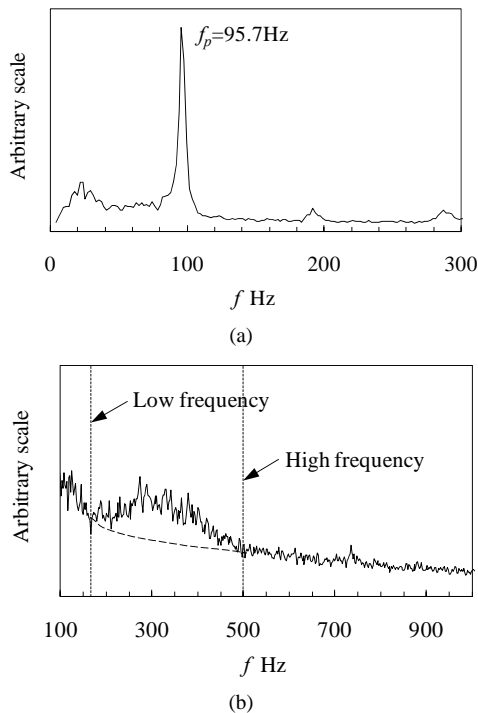 f_p=95.7Hz
Arbitrary scale
0 100 200 300
f Hz
(a)
Low frequency
High frequency
Arbitrary scale
100 300 500 700 900
f Hz
(b)